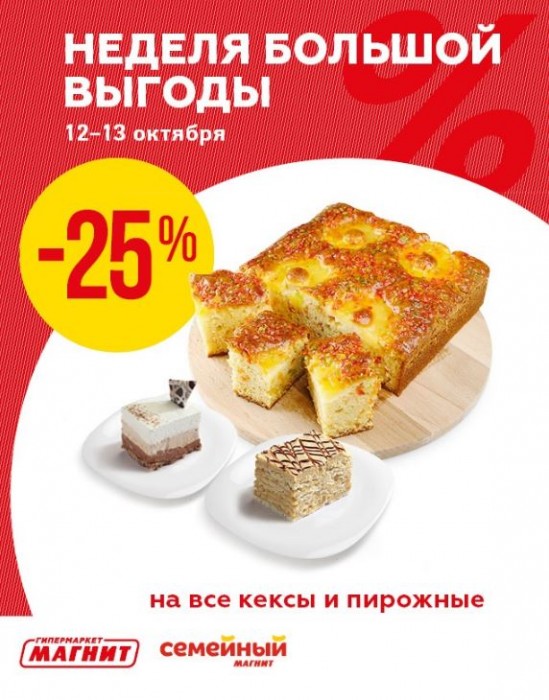 НЕДЕЛЯ БОЛЬШОЙ
ВЫГОДЫ
12–13 октября
-25%
на все кексы и пирожные
ГИПЕРМАРКЕТ
МАГНИТ
семейный
МАГНИТ